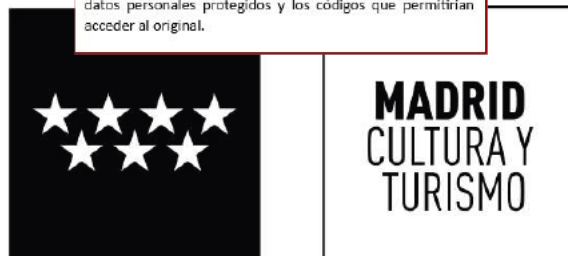 datos personales protegidos y los códigos que permitirían
acceder al original.
MADRID
CULTURA Y
TURISMO